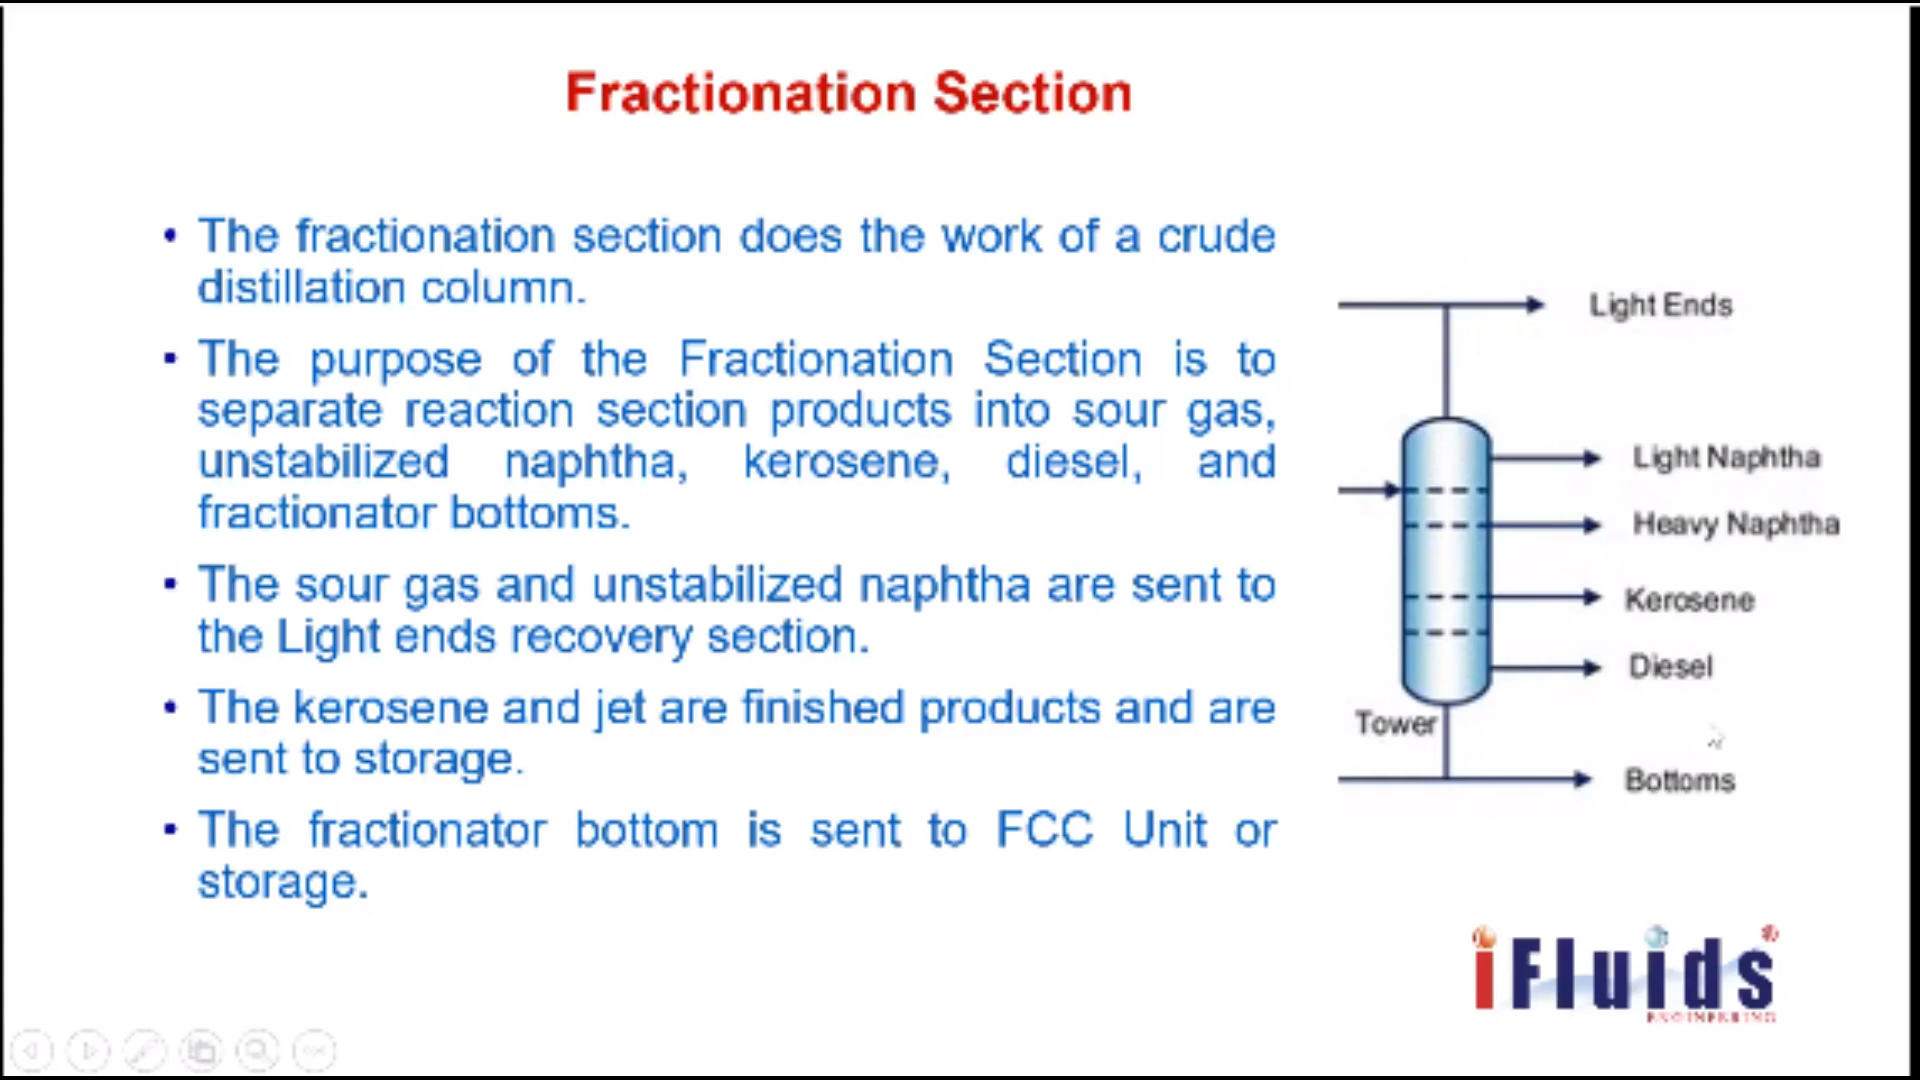 Fractionation Section
• The fractionation section does the work of a crude
distillation column.
• The purpose of the Fractionation Section is to
separate reaction section products into sour gas,
unstabilized naphtha, kerosene, diesel, and
fractionator bottoms.
• The sour gas and unstabilized naphtha are sent to
the Light ends recovery section.
• The kerosene and jet are finished products and are
sent to storage.
• The fractionator bottom is sent to FCC Unit or
storage.
Light Ends
Light Naphtha
Heavy Naphtha
Kerosene
Diesel
Tower
Bottoms
iFluids
ENGINEERING